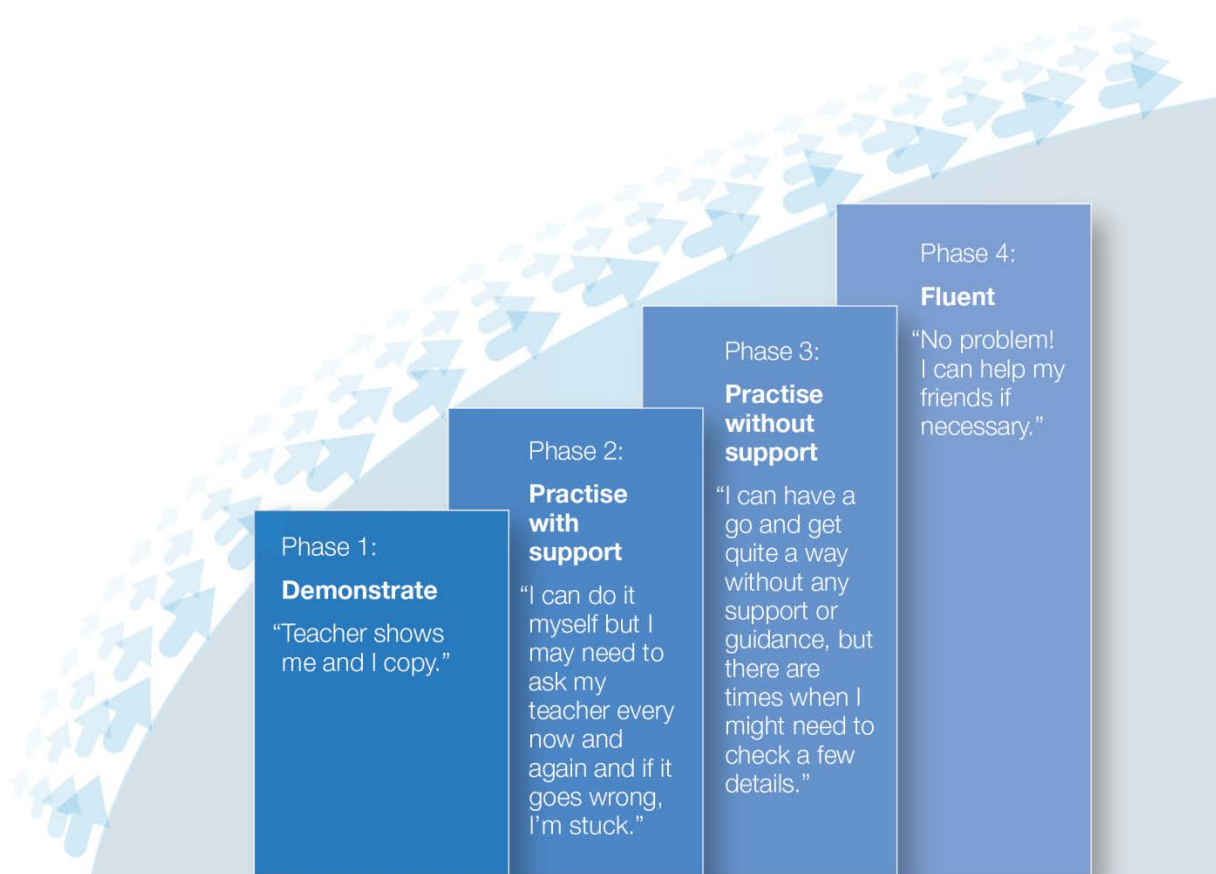 Phase 1:
Demonstrate
“Teacher shows
me and I copy.”
Phase 2:
Practise
with
support
“I can do it
myself but I
may need to
ask my
teacher every
now and
again and if it
goes wrong,
I’m stuck.”
Phase 3:
Practise
without
support
“I can have a
go and get
quite a way
without any
support or
guidance, but
there are
times when I
might need to
check a few
details.”
Phase 4:
Fluent
“No problem!
I can help my
friends if
necessary.”